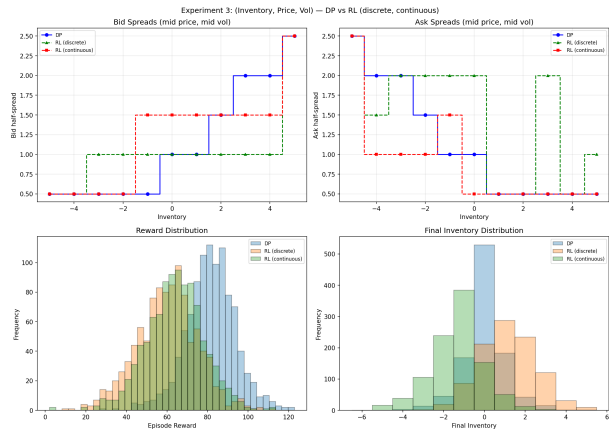 Experiment 3: (Inventory, Price, Vol) — DP vs RL (discrete, continuous)
Bid Spreads (mid price, mid vol)
Bid half-spread
2.50
2.25
2.00
1.75
1.50
1.25
1.00
0.75
0.50
DP
RL (discrete)
RL (continuous)
−4
−2
0
2
4
Inventory
Ask Spreads (mid price, mid vol)
Ask half-spread
2.50
2.25
2.00
1.75
1.50
1.25
1.00
0.75
0.50
DP
RL (discrete)
RL (continuous)
−4
−2
0
2
4
Inventory
Reward Distribution
Frequency
100
80
60
40
20
0
DP
RL (discrete)
RL (continuous)
0
20
40
60
80
100
120
Episode Reward
Final Inventory Distribution
Frequency
500
400
300
200
100
0
DP
RL (discrete)
RL (continuous)
−6
−4
−2
0
2
4
6
Final Inventory